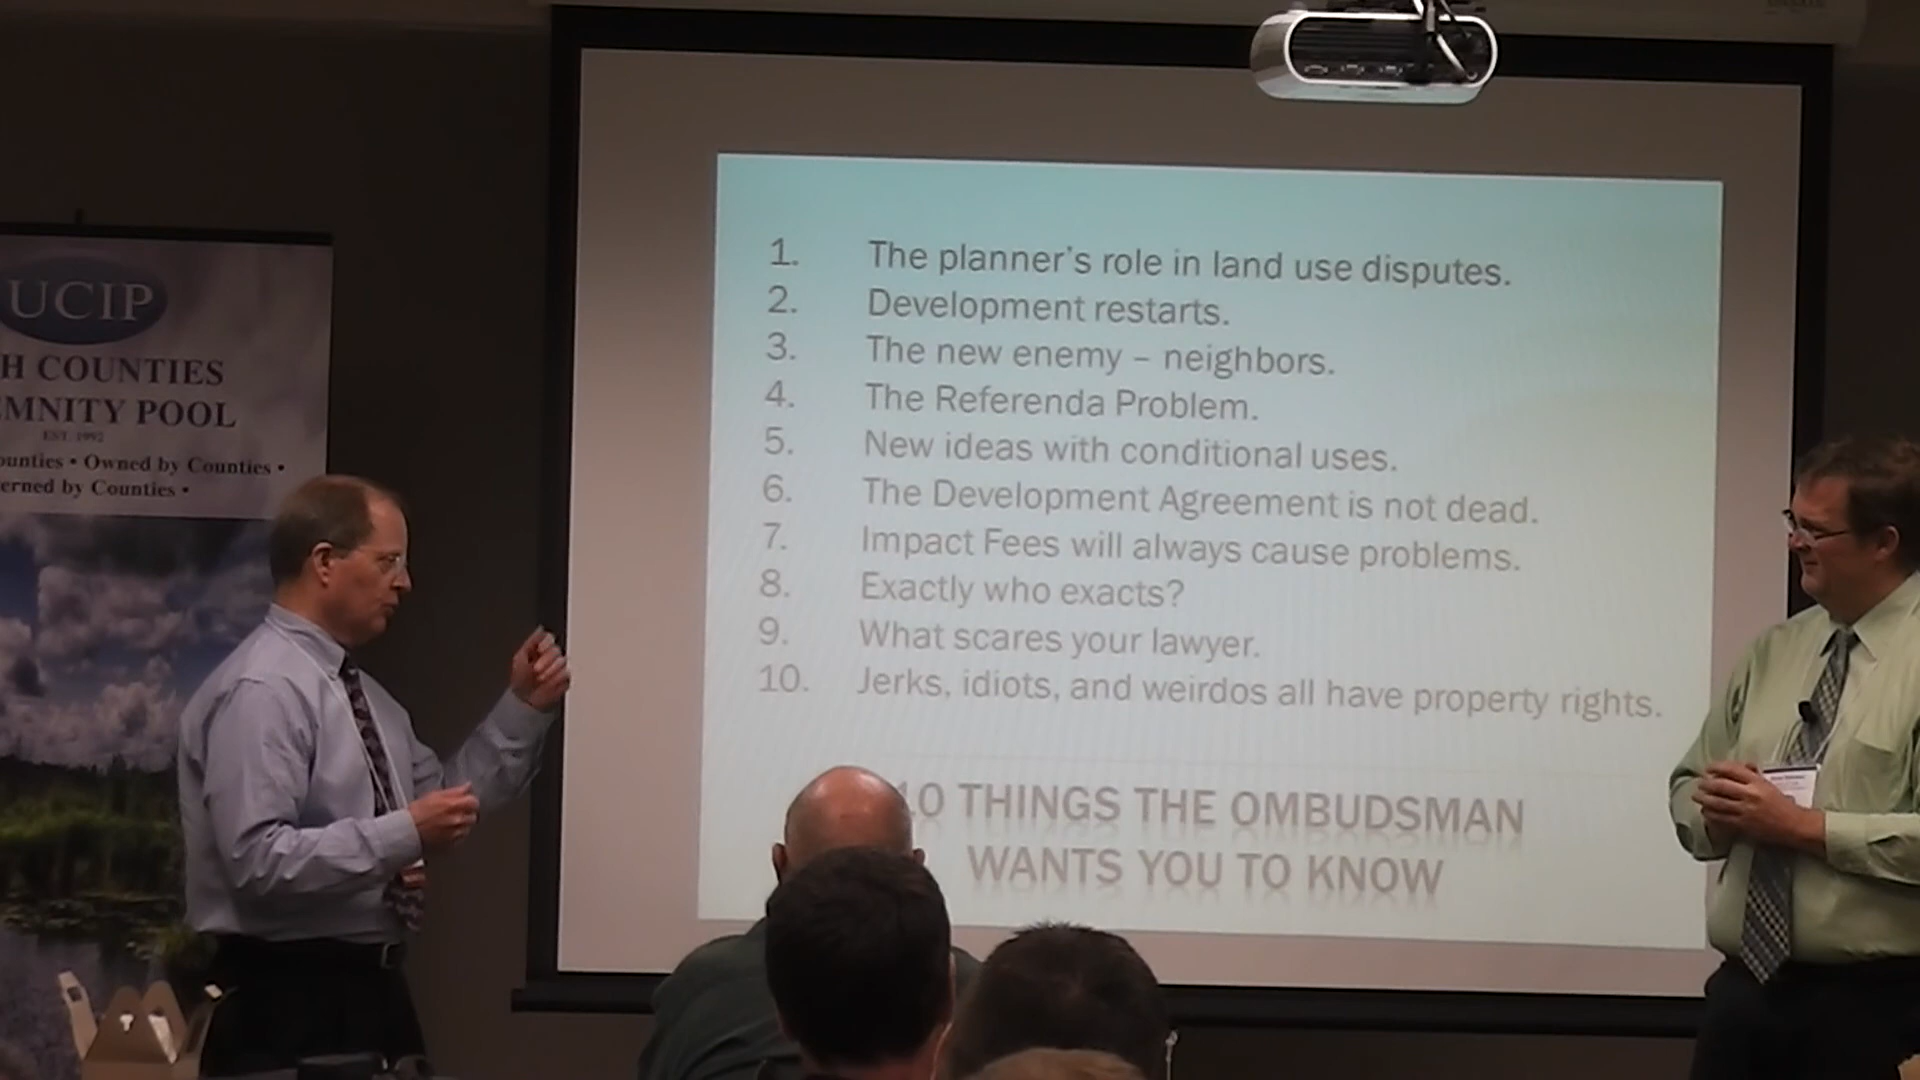 UCIP
H COUNTIES
MNITY POOL
EST. 1992
ounties • Owned by Counties •
erned by Counties •
1. The planner's role in land use disputes.
2. Development restarts.
3. The new enemy – neighbors.
4. The Referenda Problem.
5. New ideas with conditional uses.
6. The Development Agreement is not dead.
7. Impact Fees will always cause problems.
8. Exactly who exacts?
9. What scares your lawyer.
10. Jerks, idiots, and weirdos all have property rights.
10 THINGS THE OMBUDSMAN
WANTS YOU TO KNOW